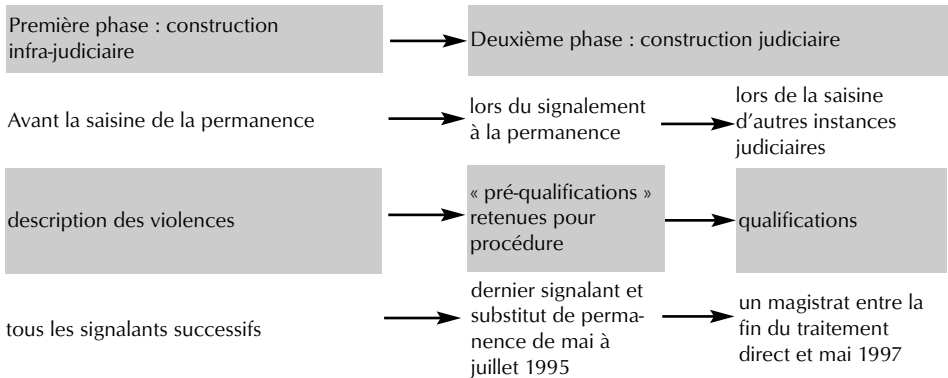 Première phase : construction
infra-judiciaire
Deuxième phase : construction judiciaire
Avant la saisine de la permanence
lors du signalement
à la permanence
lors de la saisine
d'autres instances
judiciaires
description des violences
« pré-qualifications »
retenues pour
procédure
qualifications
tous les signalants successifs
dernier signalant et
substitut de perma-
nence de mai à
juillet 1995
un magistrat entre la
fin du traitement
direct et mai 1997